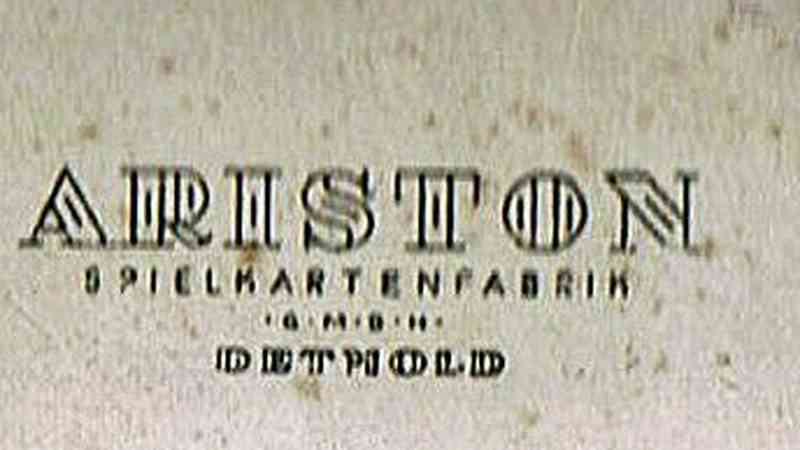 ARISTON
SPIELKARTENFABRIK
·G·M·B·H·
DETMOLD